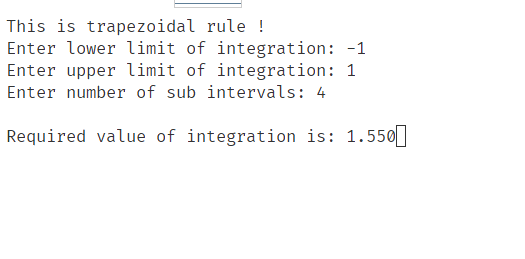 This is trapezoidal rule !
Enter lower limit of integration: -1
Enter upper limit of integration: 1
Enter number of sub intervals: 4
Required value of integration is: 1.550